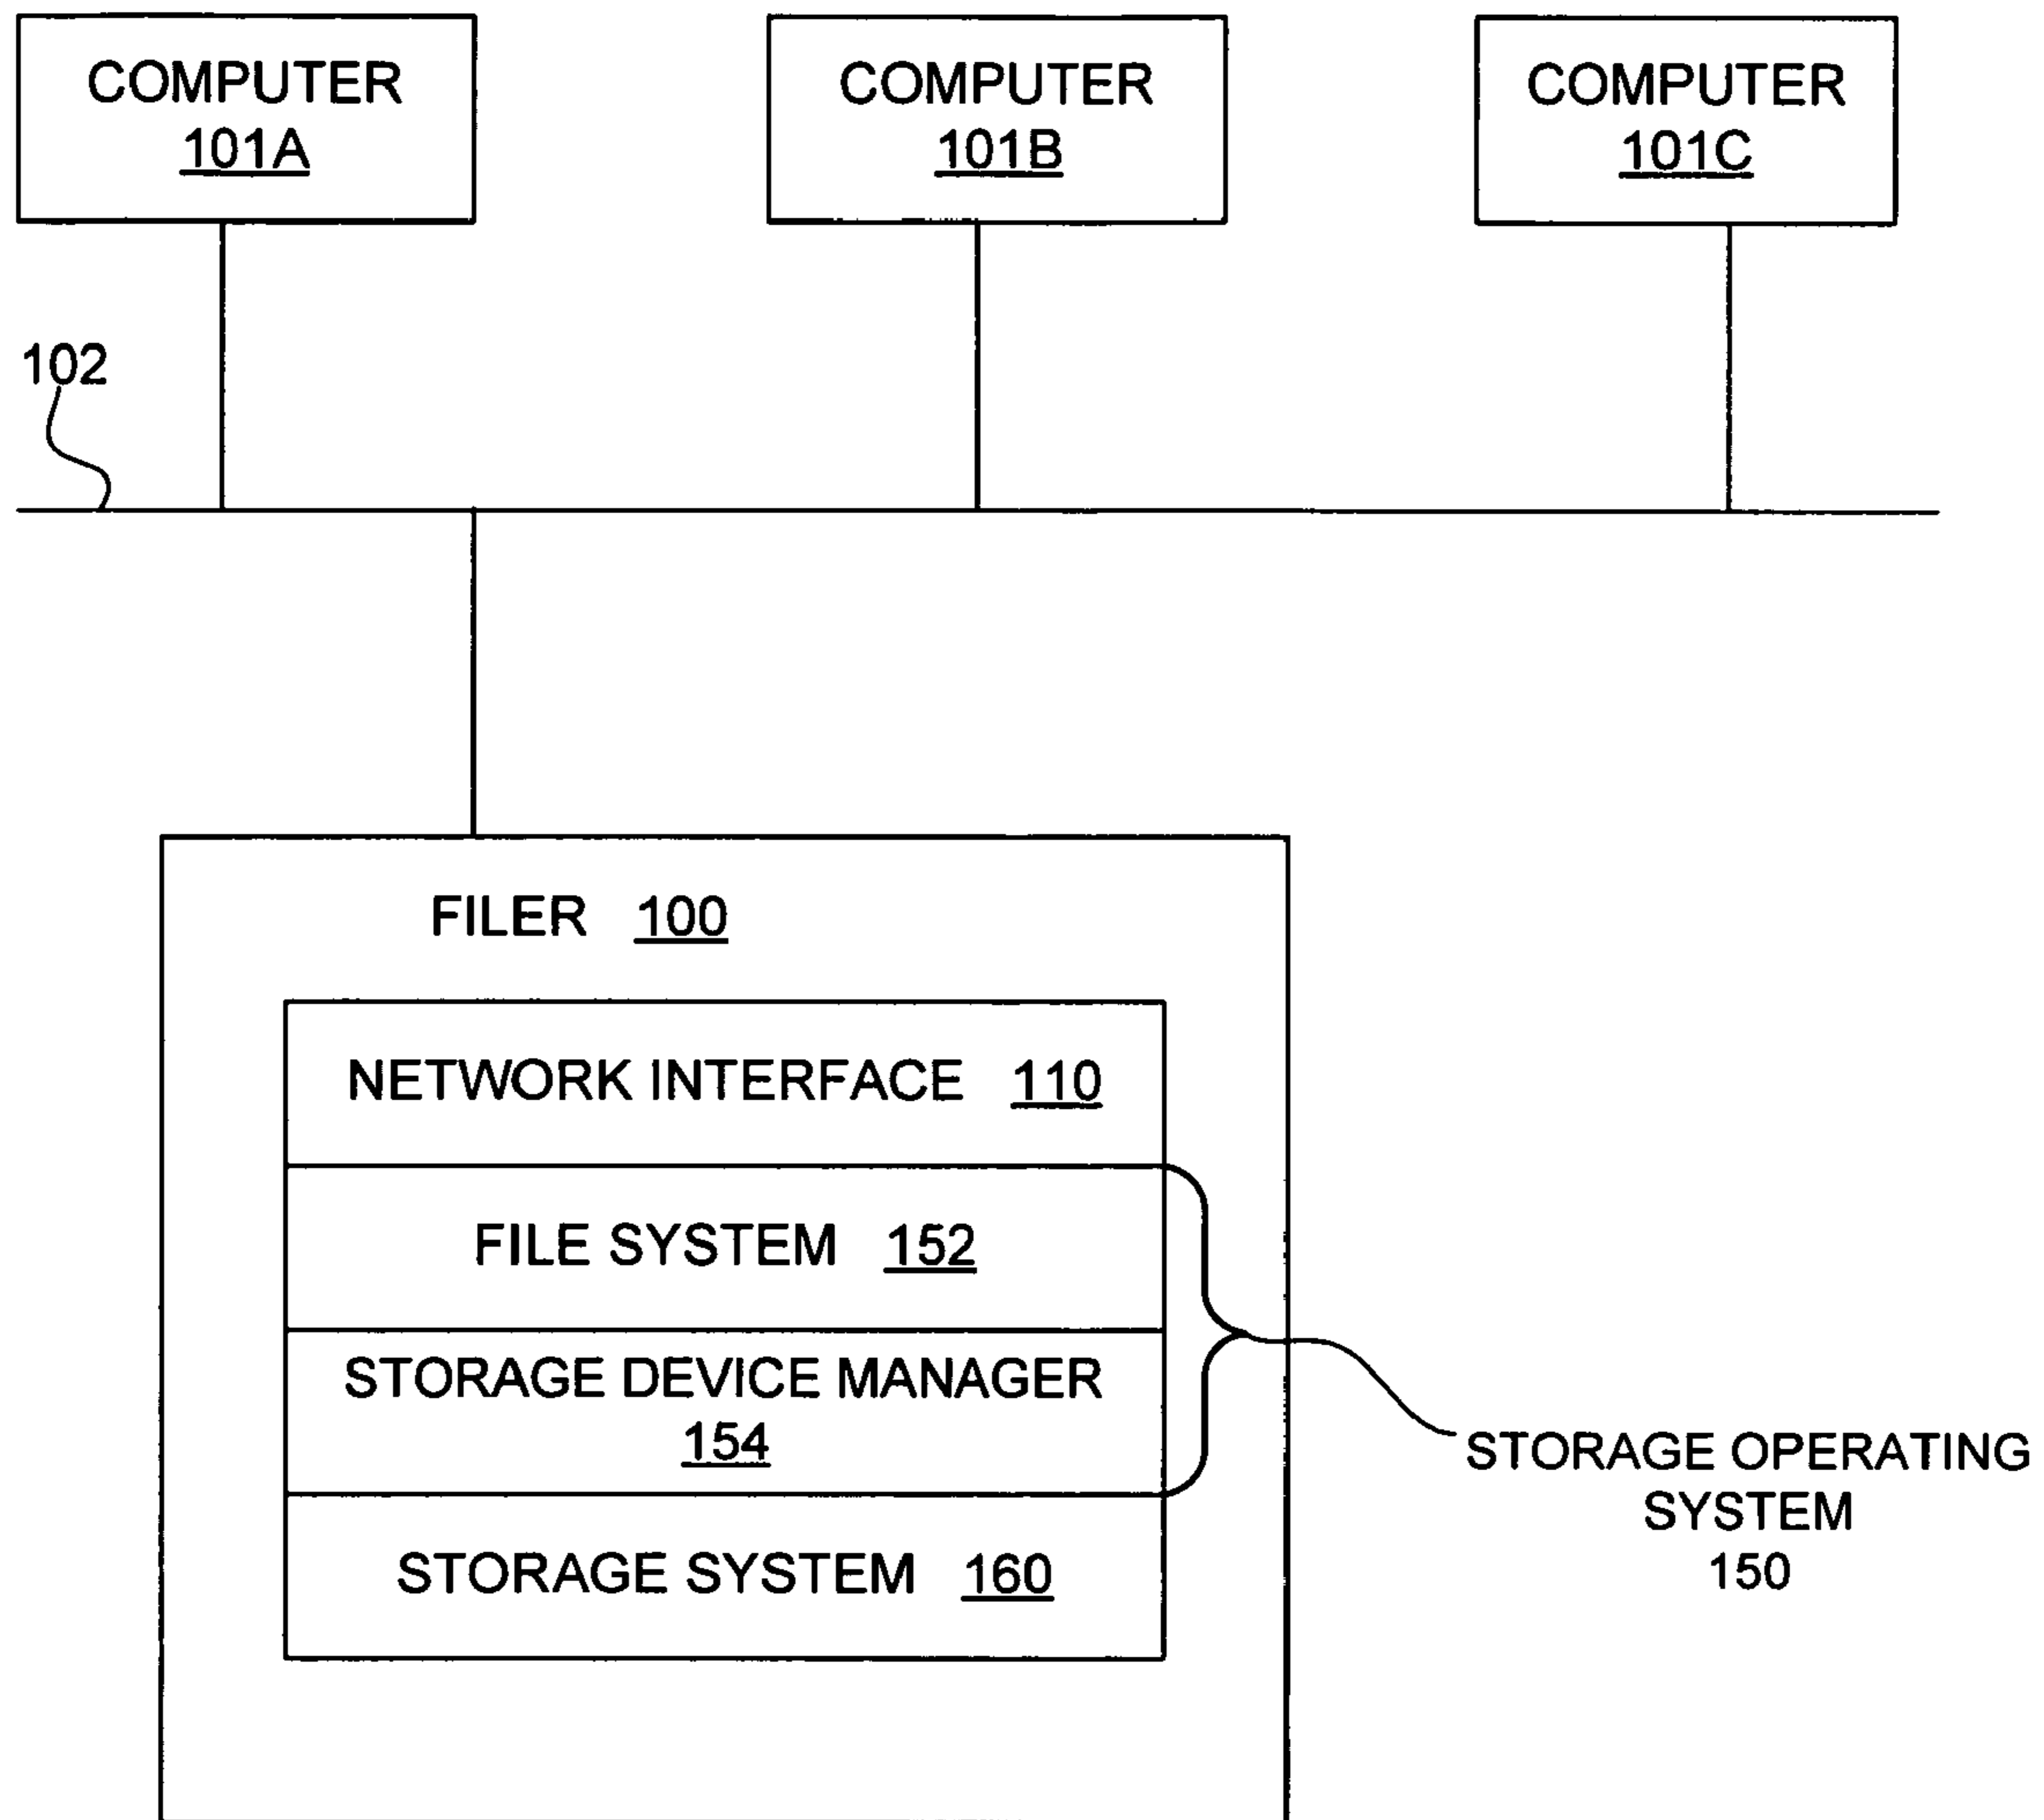 COMPUTER
101A
COMPUTER
101B
COMPUTER
101C
102
FILER 100
NETWORK INTERFACE 110
FILE SYSTEM 152
STORAGE DEVICE MANAGER
154
STORAGE SYSTEM 160
STORAGE OPERATING
SYSTEM
150